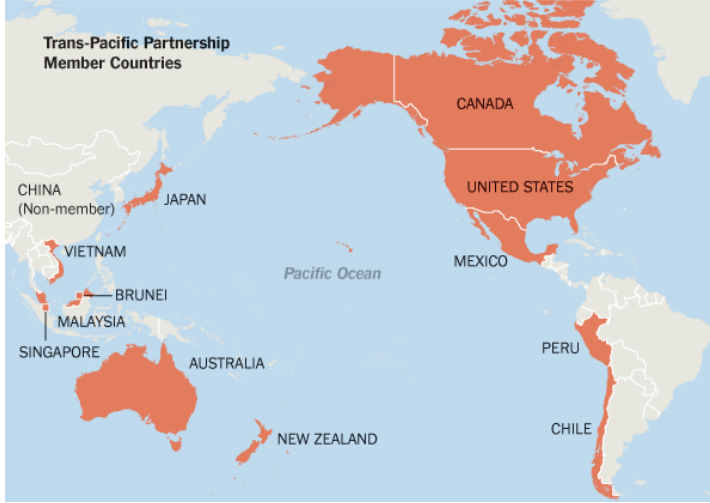 Trans-Pacific Partnership
Member Countries
CANADA
UNITED STATES
CHINA
(Non-member)
JAPAN
VIETNAM
MEXICO
Pacific Ocean
BRUNEI
MALAYSIA
SINGAPORE
PERU
AUSTRALIA
CHILE
NEW ZEALAND